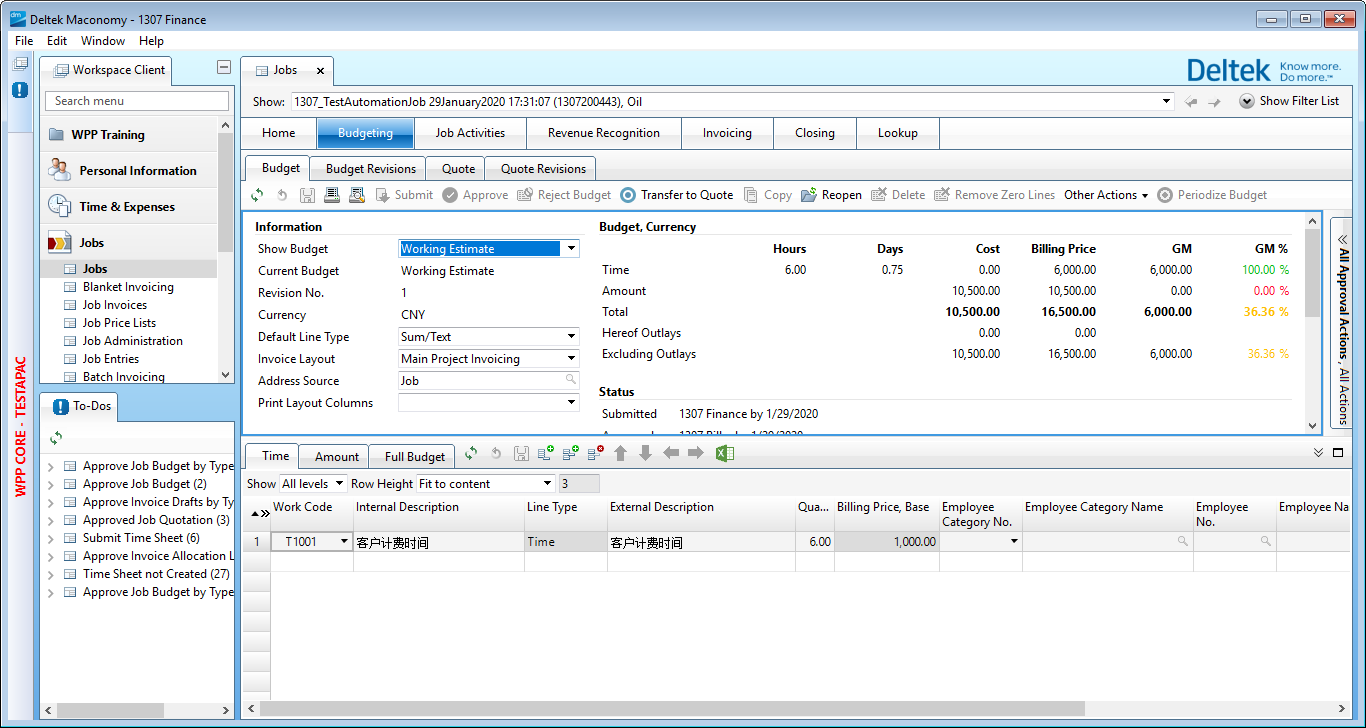 Deltek Maconomy - 1307 Finance
File Edit Window Help
Workspace Client
Search menu
WPP Training
Personal Information
Time & Expenses
Jobs
Jobs
Blanket Invoicing
Job Invoices
Job Price Lists
Job Administration
Job Entries
Batch Invoicing
WPP CORE - TESTAPAC
To-Dos
Approve Job Budget by Type
Approve Job Budget (2)
Approve Invoice Drafts by Ty
Approved Job Quotation (3)
Submit Time Sheet (6)
Approve Invoice Allocation L
Time Sheet not Created (27)
Approve Job Budget by Type
Jobs
Deltek Know more.
Do more.™
Show: 1307_TestAutomationJob 29January2020 17:31:07 (1307200443), Oil Show Filter List
Home Budgeting Job Activities Revenue Recognition Invoicing Closing Lookup
Budget Budget Revisions Quote Quote Revisions
Submit Approve Reject Budget Transfer to Quote Copy Reopen Delete Remove Zero Lines Other Actions Periodize Budget
Information
Show Budget Working Estimate
Current Budget Working Estimate
Revision No. 1
Currency CNY
Default Line Type Sum/Text
Invoice Layout Main Project Invoicing
Address Source Job
Print Layout Columns
Budget, Currency
Hours Days Cost Billing Price GM GM %
Time 6.00 0.75 0.00 6,000.00 6,000.00 100.00 %
Amount 10,500.00 10,500.00 0.00 0.00 %
Total 10,500.00 16,500.00 6,000.00 36.36 %
Hereof Outlays 0.00 0.00
Excluding Outlays 10,500.00 16,500.00 6,000.00 36.36 %
Status
Submitted 1307 Finance by 1/29/2020
All Approval Actions, All Actions
Time Amount Full Budget
Show All levels Row Height Fit to content 3
Work Code Internal Description Line Type External Description Qua... Billing Price, Base Employee Category No. Employee Category Name Employee No. Employee Na
1 T1001 客户计费时间 Time 客户计费时间 6.00 1,000.00